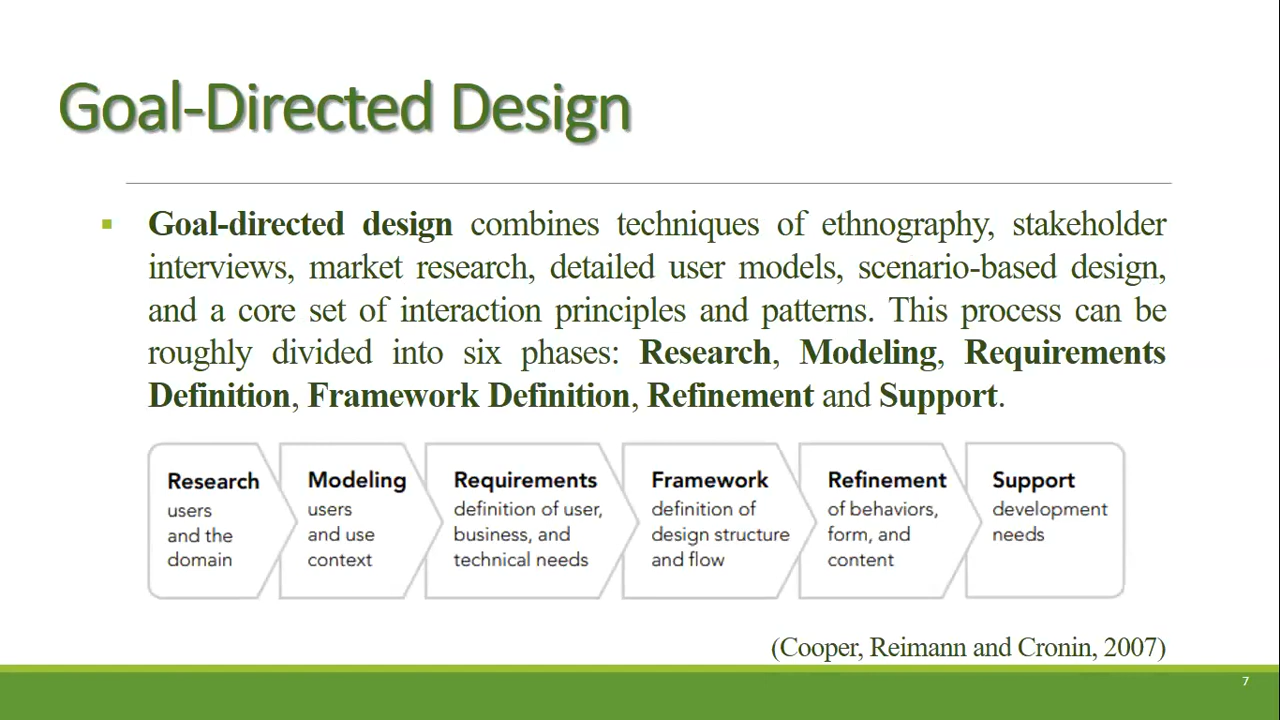 Goal-Directed Design
Goal-directed design combines techniques of ethnography, stakeholder
interviews, market research, detailed user models, scenario-based design,
and a core set of interaction principles and patterns. This process can be
roughly divided into six phases: Research, Modeling, Requirements
Definition, Framework Definition, Refinement and Support.
Research
users
and the
domain
Modeling
users
and use
context
Requirements
definition of user,
business, and
technical needs
Framework
definition of
design structure
and flow
Refinement
of behaviors,
form, and
content
Support
development
needs
(Cooper, Reimann and Cronin, 2007)
7